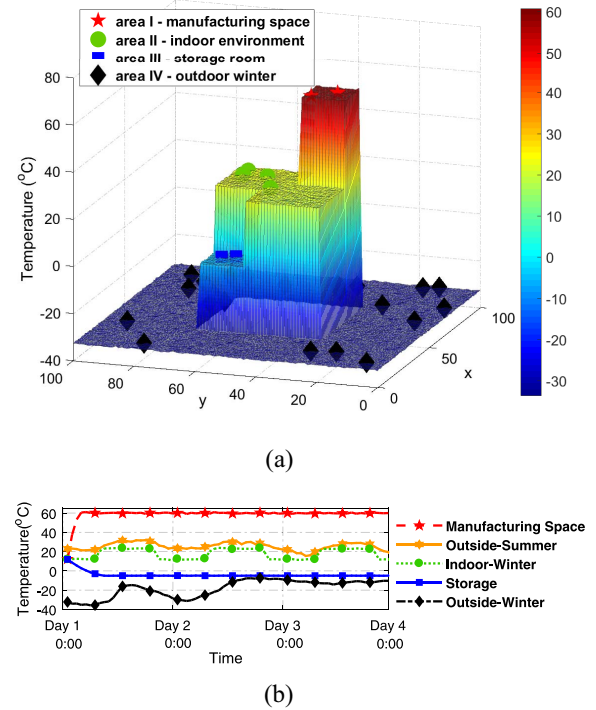 area I - manufacturing space
area II - indoor environment
area III - storage room
area IV - outdoor winter
80
60
40
20
0
-20
-40
Temperature (°C)
100
80
60
40
20
0
y
0
50
100
x
60
50
40
30
20
10
0
-10
-20
-30
(a)
Temperature(°C)
60
40
20
0
-20
-40
Day 1
0:00
Day 2
0:00
Day 3
0:00
Day 4
0:00
Time
Manufacturing Space
Outside-Summer
Indoor-Winter
Storage
Outside-Winter
(b)